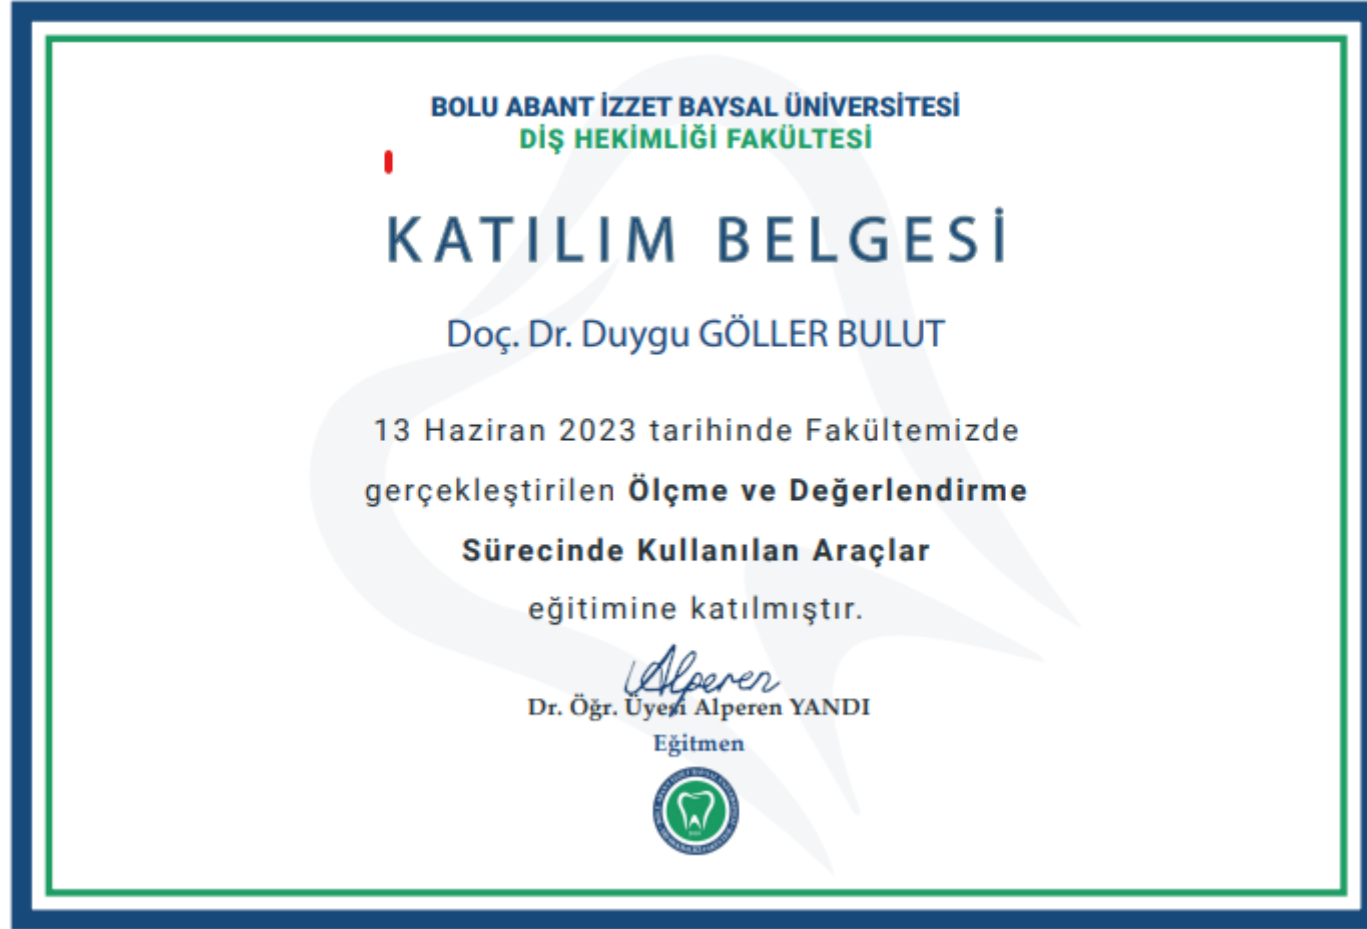 BOLU ABANT İZZET BAYSAL ÜNİVERSİTESİ
DİŞ HEKİMLİĞİ FAKÜLTESİ
KATILIM BELGESİ
Doç. Dr. Duygu GÖLLER BULUT
13 Haziran 2023 tarihinde Fakültemizde
gerçekleştirilen Ölçme ve Değerlendirme
Sürecinde Kullanılan Araçlar
eğitimine katılmıştır.
Alperen
Dr. Öğr. Üyesi Alperen YANDI
Eğitmen